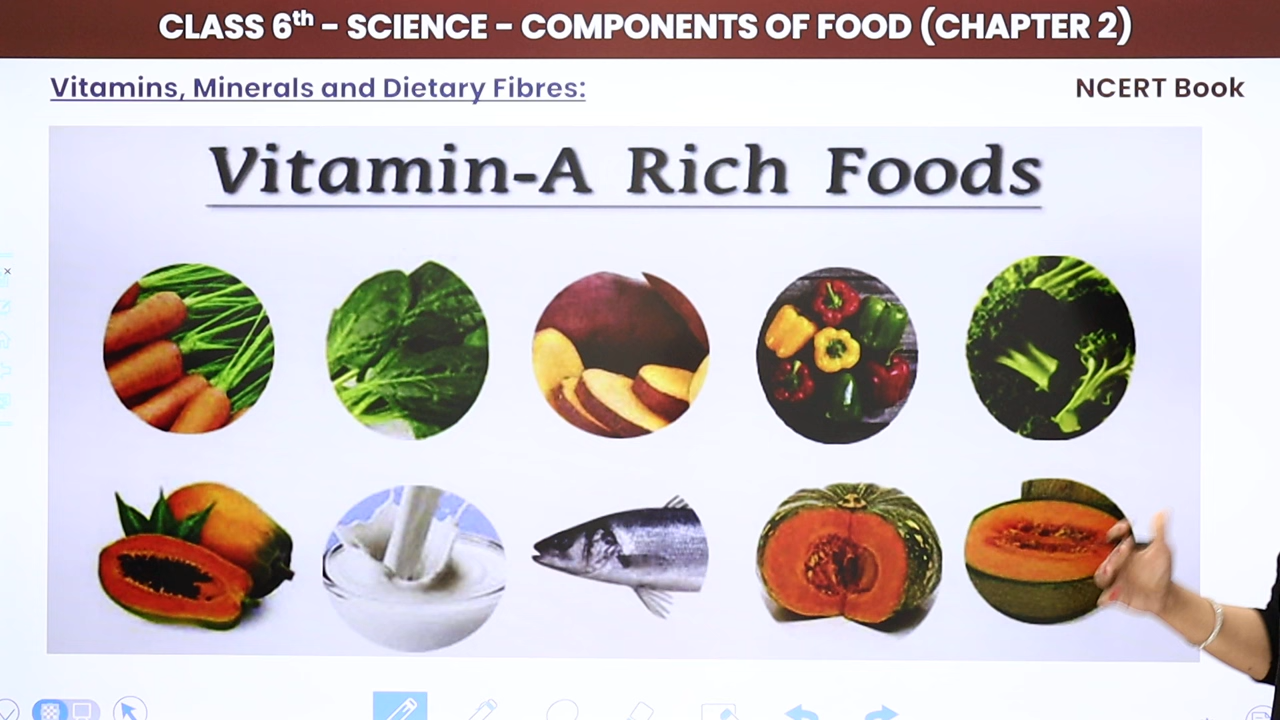 CLASS 6th - SCIENCE - COMPONENTS OF FOOD (CHAPTER 2)
Vitamins, Minerals and Dietary Fibres:
NCERT Book
Vitamin-A Rich Foods